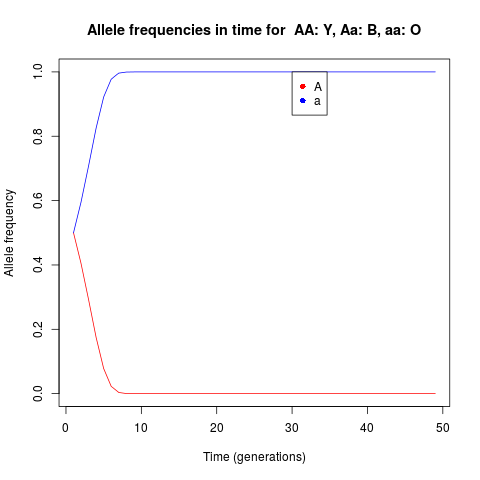 Allele frequencies in time for  AA: Y, Aa: B, aa: O
Allele frequency
1.0
0.8
0.6
0.4
0.2
0.0
A
a
0 10 20 30 40 50
Time (generations)